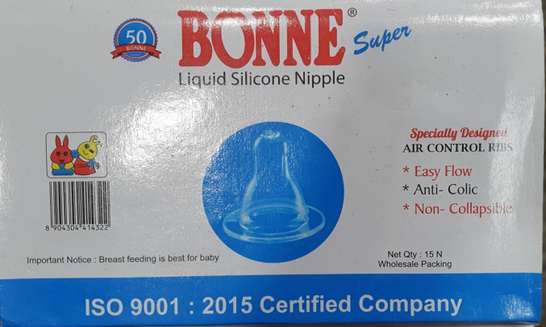 50
BONNE
BONNE® Super
Liquid Silicone Nipple
Specially Designed
AIR CONTROL RIBS
* Easy Flow
* Anti- Colic
* Non- Collapsible
8 904304 414322
Important Notice : Breast feeding is best for baby
Net Qty : 15 N
Wholesale Packing
ISO 9001 : 2015 Certified Company